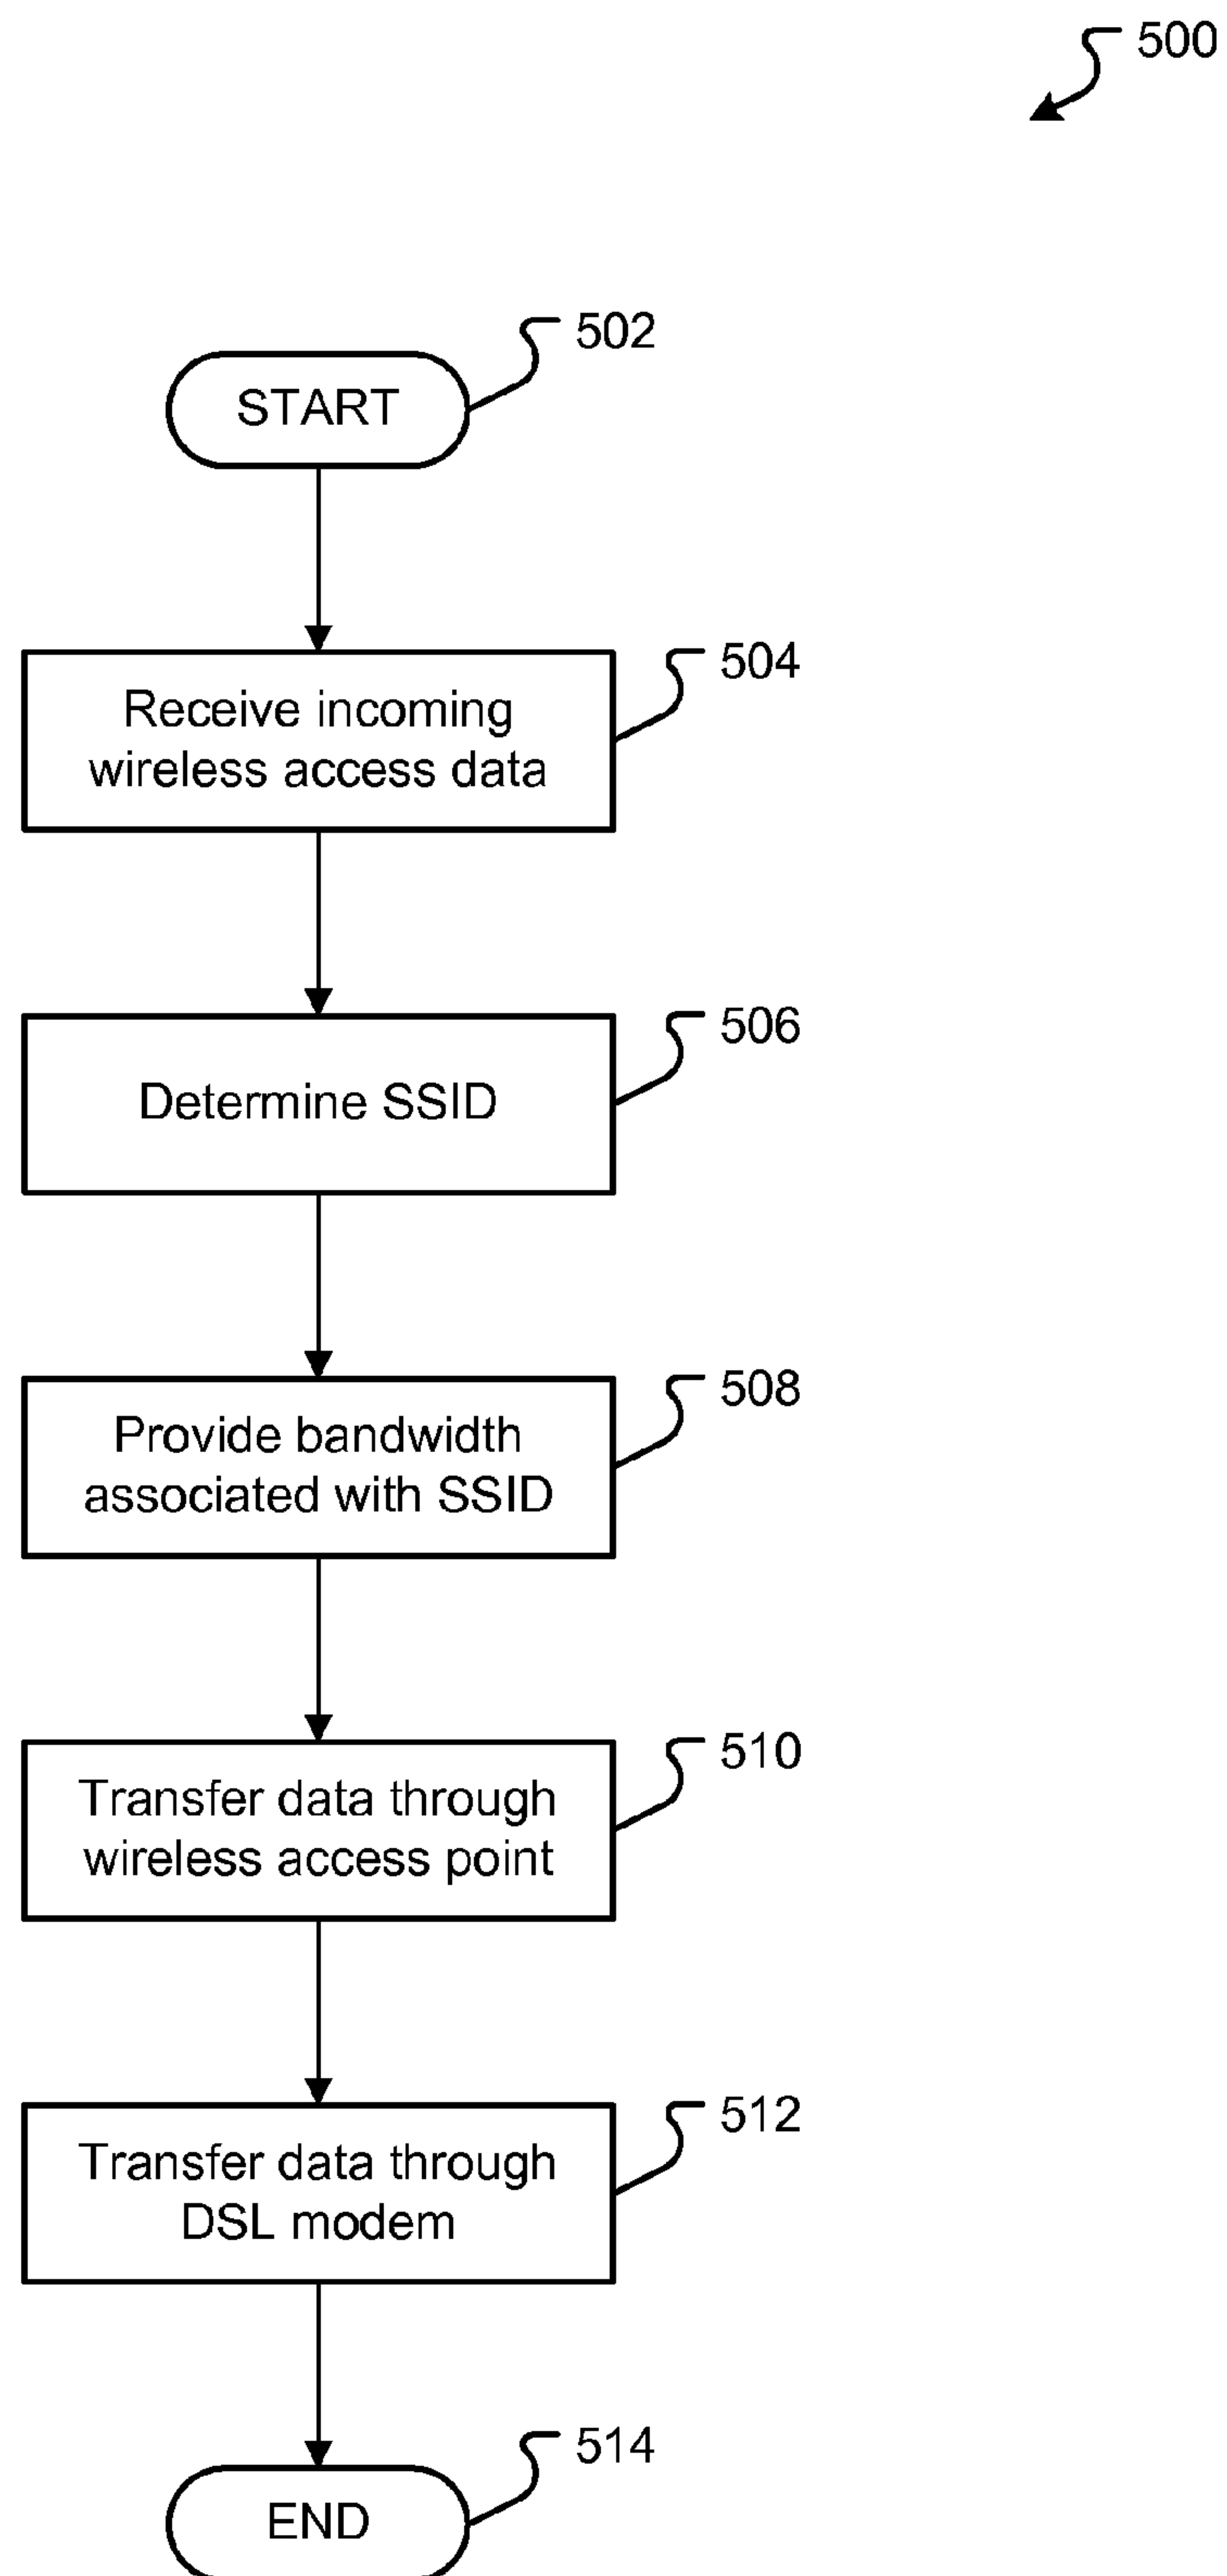 500
502
START
504
Receive incoming
wireless access data
506
Determine SSID
508
Provide bandwidth
associated with SSID
510
Transfer data through
wireless access point
512
Transfer data through
DSL modem
514
END